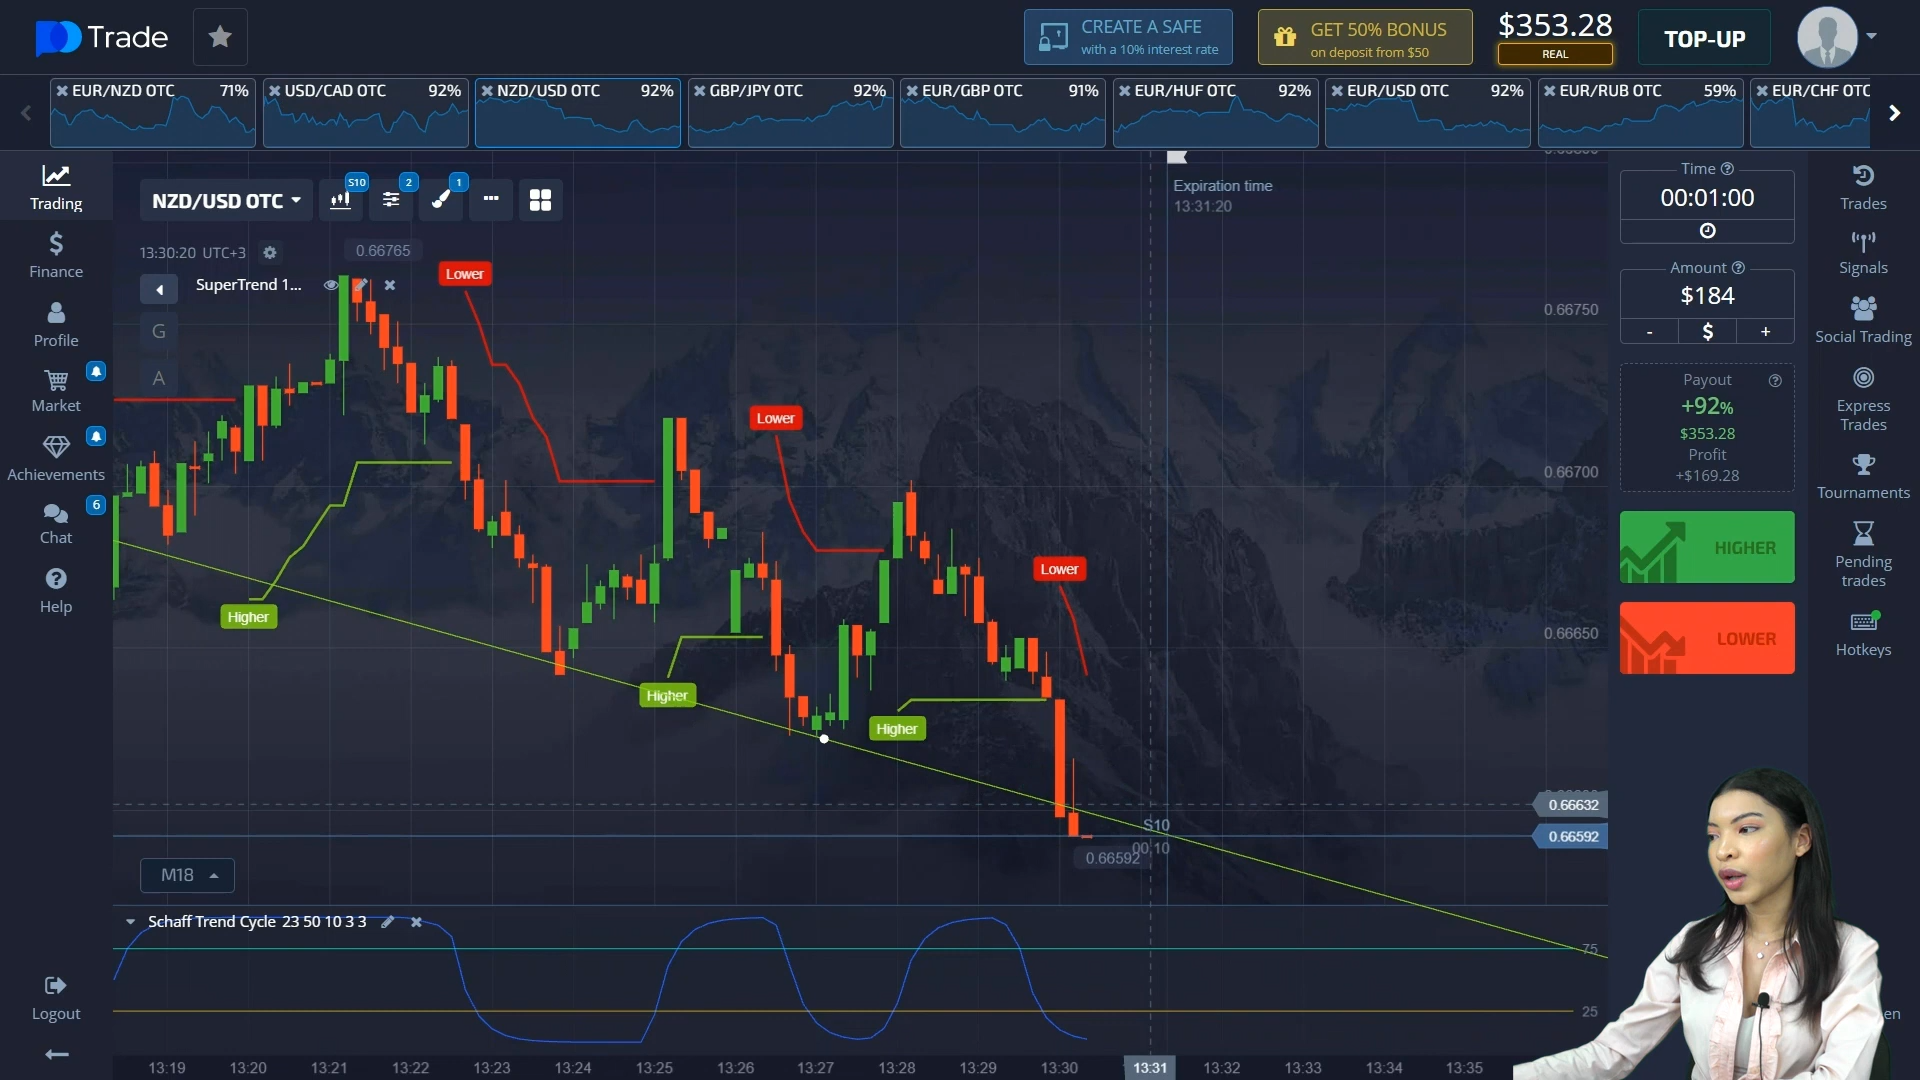 Trade
CREATE A SAFE
with a 10% interest rate
GET 50% BONUS
on deposit from $50
$353.28
REAL
TOP-UP
EUR/NZD OTC 71%
USD/CAD OTC 92%
NZD/USD OTC 92%
GBP/JPY OTC 92%
EUR/GBP OTC 91%
EUR/HUF OTC 92%
EUR/USD OTC 92%
EUR/RUB OTC 59%
EUR/CHF OTC
Trading
Finance
Profile
Market
Achievements
6
Chat
Help
Logout
NZD/USD OTC
S10
2
1
13:30:20 UTC+3
0.66765
SuperTrend 1...
G
A
Expiration time
13:31:20
Lower
Lower
Lower
Higher
Higher
Higher
0.66750
0.66700
0.66650
0.66632
0.66592
S10
00:10
0.66592
M18
Schaff Trend Cycle 23 50 10 3 3
75
25
13:19 13:20 13:21 13:22 13:23 13:24 13:25 13:26 13:27 13:28 13:29 13:30 13:31 13:32 13:33 13:34 13:35
Time
00:01:00
Amount
$184
- $ +
Payout
+92%
$353.28
Profit
+$169.28
HIGHER
LOWER
Trades
Signals
Social Trading
Express
Trades
Tournaments
Pending
trades
Hotkeys